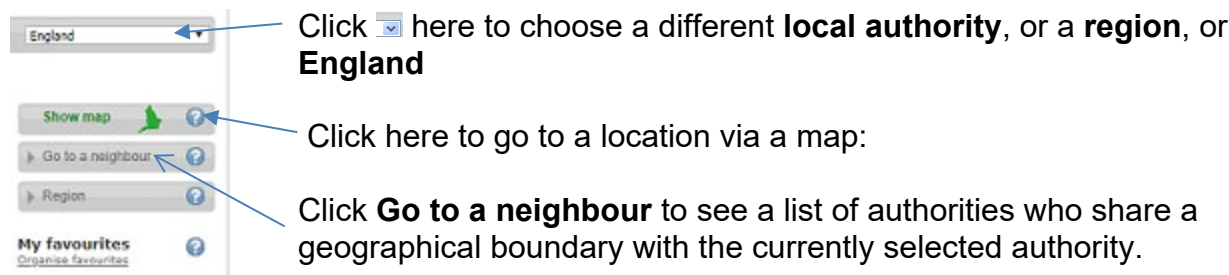 England
Click here to choose a different local authority, or a region, or
England
Show map
Click here to go to a location via a map:
Go to a neighbour
Region
Click Go to a neighbour to see a list of authorities who share a
geographical boundary with the currently selected authority.
My favourites
Organise favourites